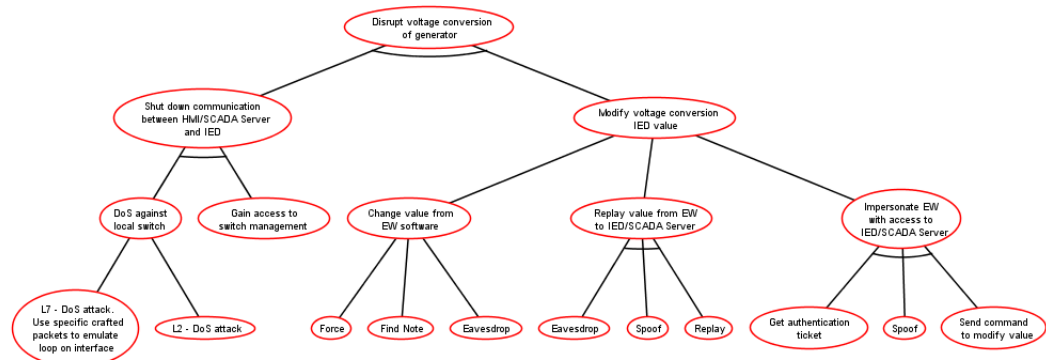 Disrupt voltage conversion
of generator
Shut down communication
between HMI/SCADA Server
and IED
Modify voltage conversion
IED value
DoS against
local switch
Gain access to
switch management
Change value from
EW software
Replay value from EW
to IED/SCADA Server
Impersonate EW
with access to
IED/SCADA Server
L7 - DoS attack.
Use specific crafted
packets to emulate
loop on interface
L2 - DoS attack
Force
Find Note
Eavesdrop
Eavesdrop
Spoof
Replay
Get authentication
ticket
Spoof
Send command
to modify value